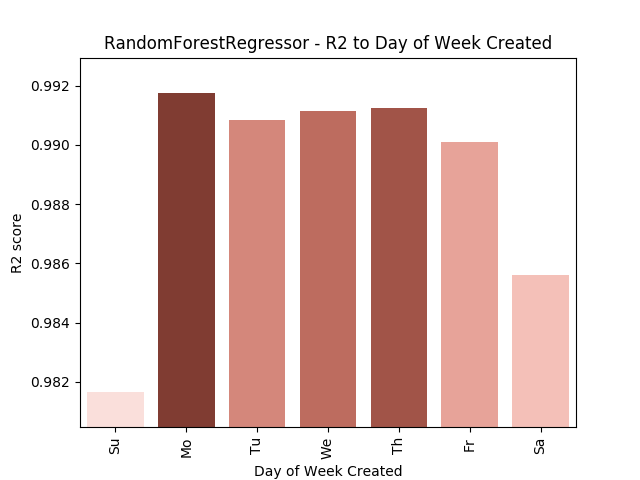 RandomForestRegressor - R2 to Day of Week Created
0.992
0.990
0.988
0.986
0.984
0.982
R2 score
Su
Mo
Tu
We
Th
Fr
Sa
Day of Week Created